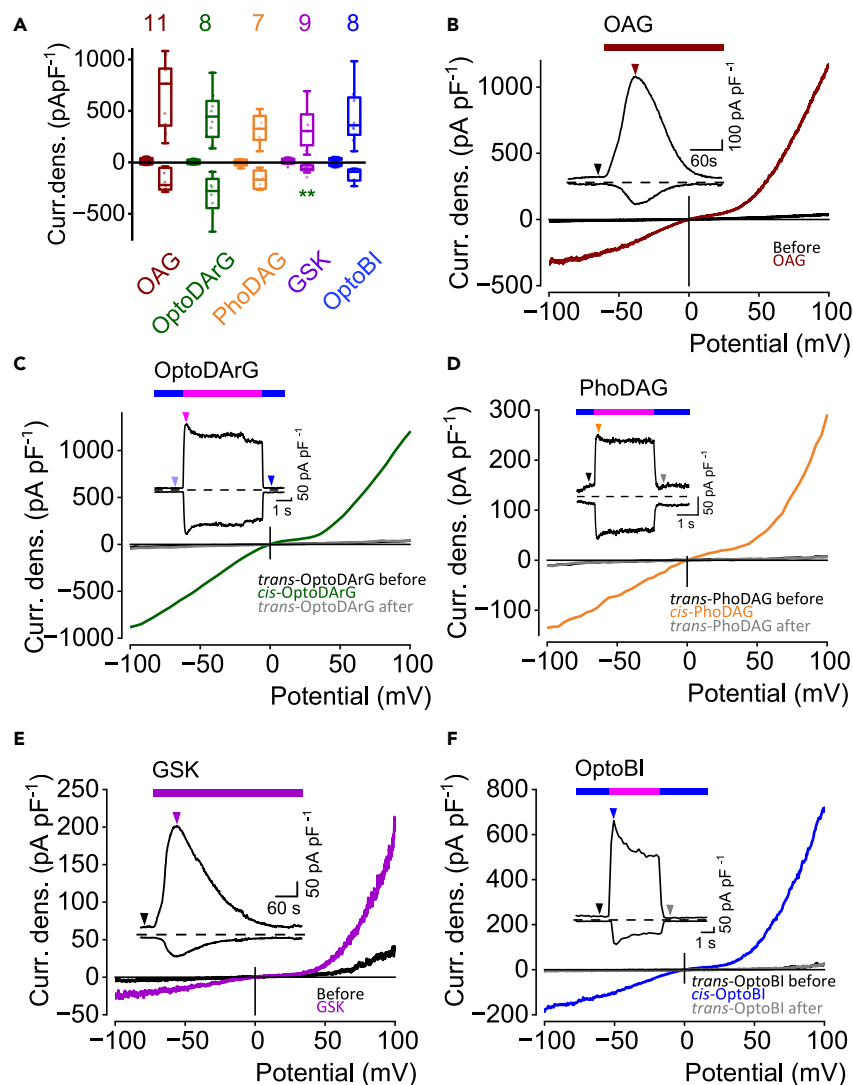 A
11 8 7 9 8
Curr.dens. (pApF⁻¹)
1000
500
0
−500
**
OAG
OptoDArG
PhoDAG
GSK
OptoBI
B
OAG
Curr. dens. (pA pF⁻¹)
1000
500
0
−500
100 pA pF⁻¹
60s
Before
OAG
−100 −50 0 50 100
Potential (mV)
C
OptoDArG
Curr. dens. (pA pF⁻¹)
1000
500
0
−500
−1000
50 pA pF⁻¹
1 s
trans-OptoDArG before
cis-OptoDArG
trans-OptoDArG after
−100 −50 0 50 100
Potential (mV)
D
PhoDAG
Curr. dens. (pA pF⁻¹)
300
200
100
0
−100
50 pA pF⁻¹
1 s
trans-PhoDAG before
cis-PhoDAG
trans-PhoDAG after
−100 −50 0 50 100
Potential (mV)
E
GSK
Curr. dens. (pA pF⁻¹)
250
200
150
100
50
0
−50
50 pA pF⁻¹
60 s
Before
GSK
−100 −50 0 50 100
Potential (mV)
F
OptoBI
Curr. dens. (pA pF⁻¹)
800
600
400
200
0
−200
50 pA pF⁻¹
1 s
trans-OptoBI before
cis-OptoBI
trans-OptoBI after
−100 −50 0 50 100
Potential (mV)